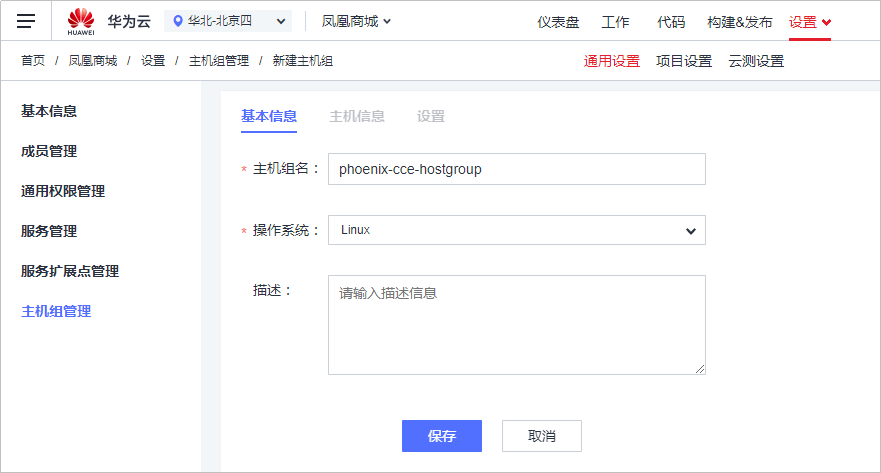 HUAWEI 华为云 华北-北京四 凤凰商城 仪表盘 工作 代码 构建&发布 设置
首页 / 凤凰商城 / 设置 / 主机组管理 / 新建主机组 通用设置 项目设置 云测设置
基本信息
成员管理
通用权限管理
服务管理
服务扩展点管理
主机组管理
基本信息 主机信息 设置
* 主机组名： phoenix-cce-hostgroup
* 操作系统： Linux
描述： 请输入描述信息
保存 取消